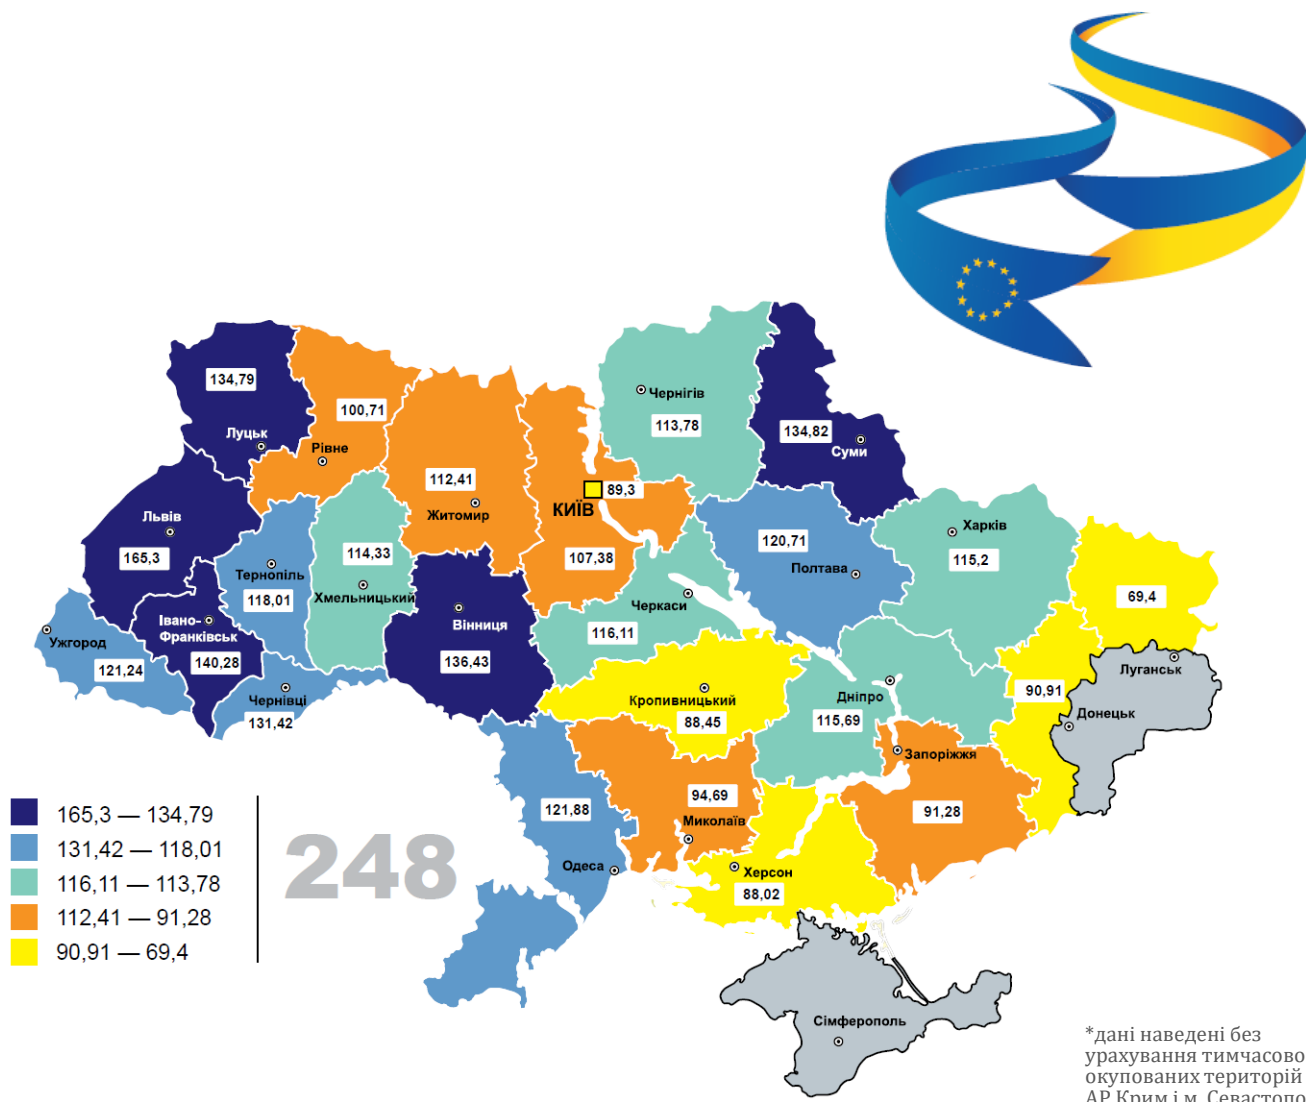 134,79
Луцьк
100,71
Рівне
112,41
Житомир
Чернігів
113,78
134,82
Суми
89,3
КИЇВ
107,38
Львів
165,3
Тернопіль
118,01
114,33
Хмельницький
120,71
Полтава
Харків
115,2
69,4
Луганськ
Івано-
Франківськ
140,28
Ужгород
121,24
Чернівці
131,42
Вінниця
136,43
Черкаси
116,11
Кропивницький
88,45
Дніпро
115,69
90,91
Донецьк
Запоріжжя
91,28
121,88
Одеса
94,69
Миколаїв
Херсон
88,02
Сімферополь
165,3 — 134,79
131,42 — 118,01
116,11 — 113,78
112,41 — 91,28
90,91 — 69,4
248
*дані наведені без
урахування тимчасово
окупованих територій
АР Крим і м. Севастопо